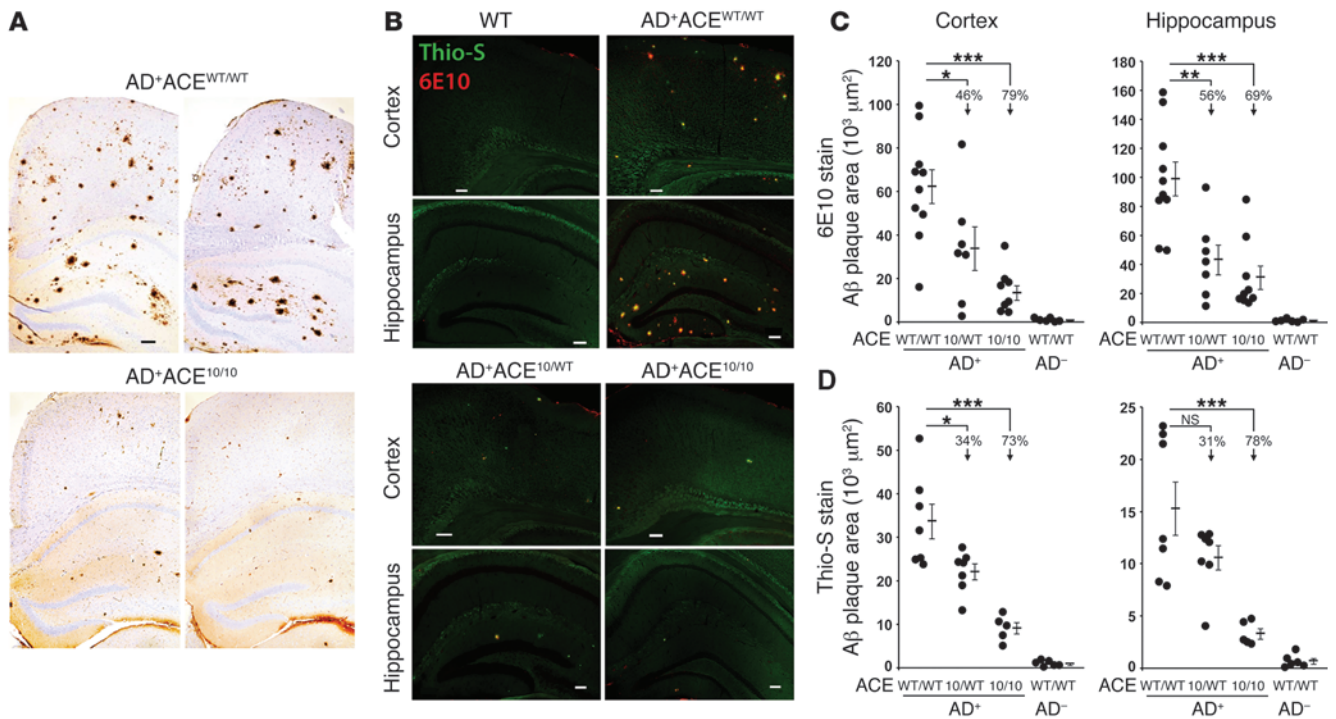 A
AD⁺ACE^WT/WT
AD⁺ACE^10/10
B
WT
AD⁺ACE^WT/WT
Thio-S
6E10
Cortex
Hippocampus
AD⁺ACE^10/WT
AD⁺ACE^10/10
Cortex
Hippocampus
C
Cortex
Hippocampus
6E10 stain
Aβ plaque area (10³ μm²)
120
100
80
60
40
20
0
***
*
46%
79%
ACE WT/WT 10/WT 10/10 WT/WT
AD⁺ AD⁻
180
160
140
120
100
80
60
40
20
0
***
**
56%
69%
WT/WT 10/WT 10/10 WT/WT
ACE
AD⁺ AD⁻
D
Thio-S stain
Aβ plaque area (10³ μm²)
60
50
40
30
20
10
0
***
*
34%
73%
ACE WT/WT 10/WT 10/10 WT/WT
AD⁺ AD⁻
25
20
15
10
5
0
***
NS
31%
78%
ACE WT/WT 10/WT 10/10 WT/WT
AD⁺ AD⁻